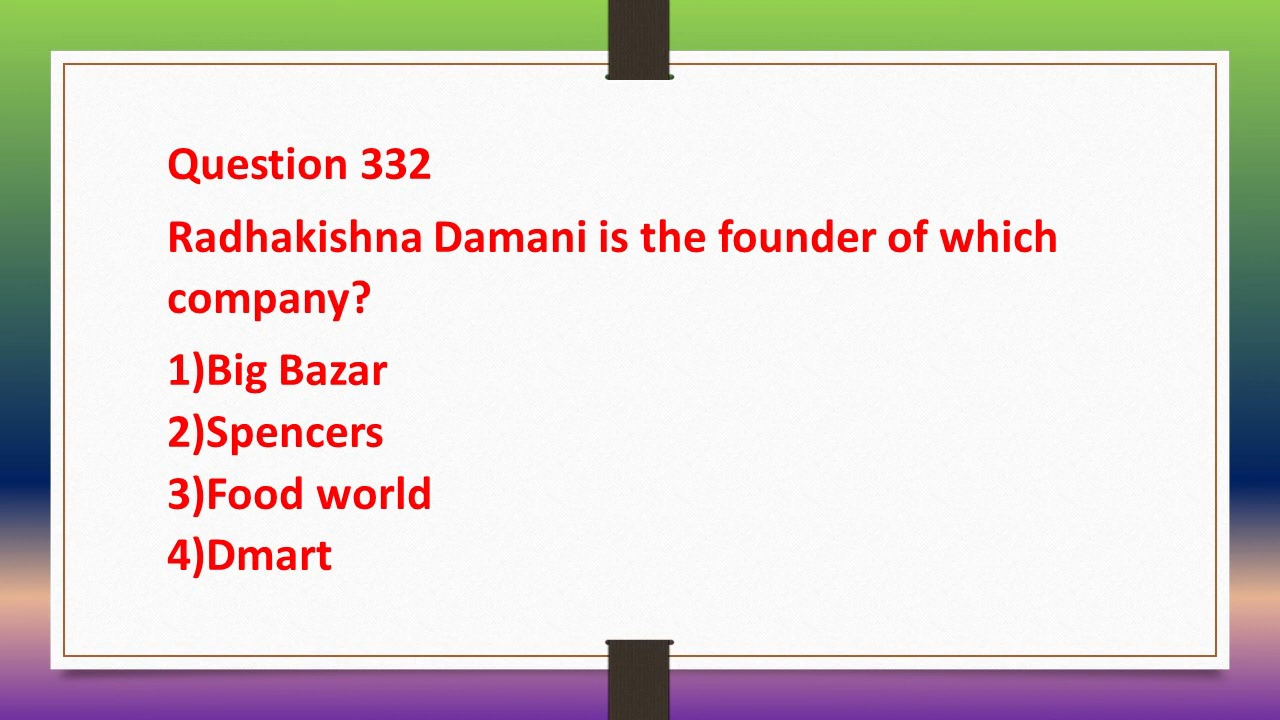 Question 332
Radhakishna Damani is the founder of which
company?
1)Big Bazar
2)Spencers
3)Food world
4)Dmart